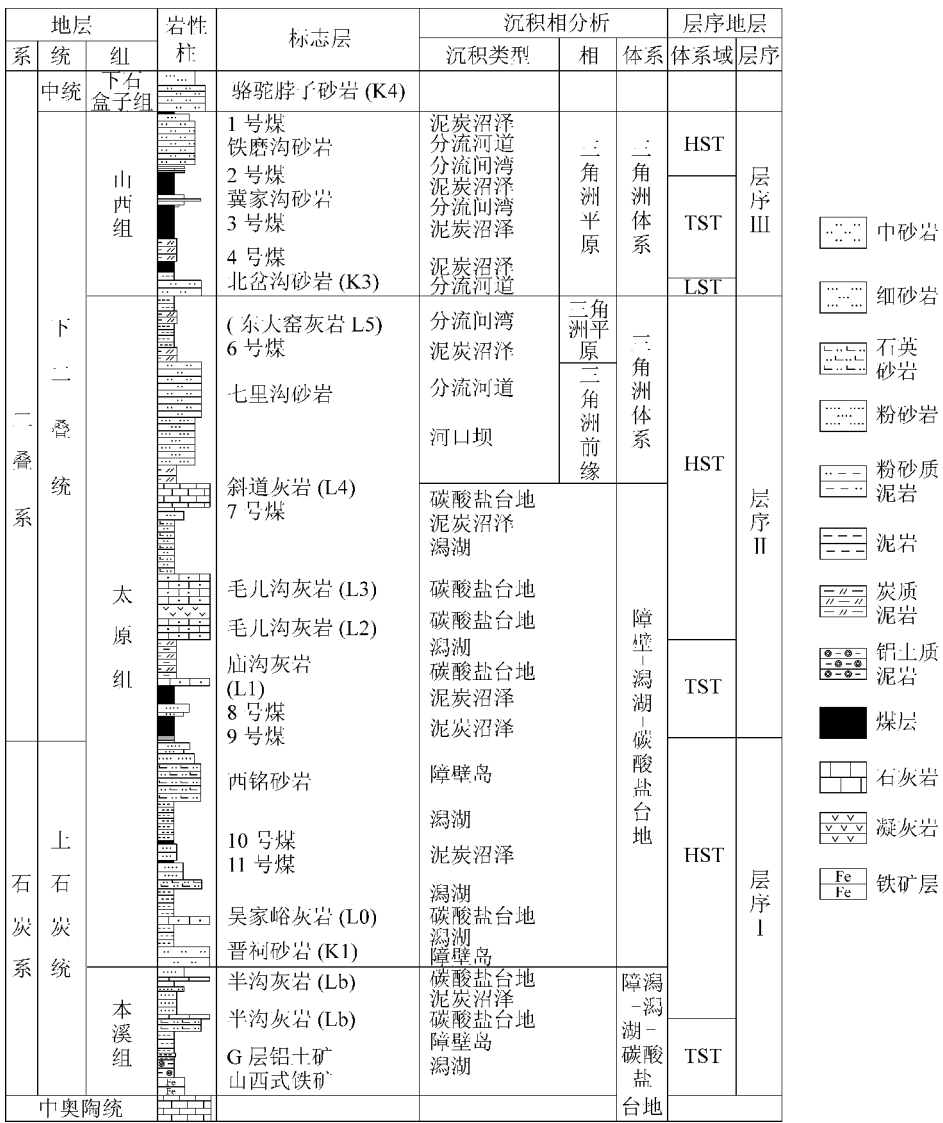 地层
岩性柱
标志层
沉积相分析
层序地层
系
统
组
沉积类型
相
体系
体系域
层序
中统
下石
盒子组
骆驼脖子砂岩 (K4)
二叠系
下二叠统
山西组
1 号煤
铁磨沟砂岩
2 号煤
冀家沟砂岩
3 号煤
4 号煤
北岔沟砂岩 (K3)
泥炭沼泽
分流河道
分流间湾
泥炭沼泽
分流间湾
泥炭沼泽
泥炭沼泽
分流河道
三角洲平原
三角洲体系
HST
TST
LST
层序III
太原组
(东大窑灰岩 L5)
6 号煤
七里沟砂岩
斜道灰岩 (L4)
7 号煤
毛儿沟灰岩 (L3)
毛儿沟灰岩 (L2)
庙沟灰岩
(L1)
8 号煤
9 号煤
分流间湾
泥炭沼泽
分流河道
河口坝
碳酸盐台地
泥炭沼泽
潟湖
碳酸盐台地
碳酸盐台地
潟湖
碳酸盐台地
泥炭沼泽
泥炭沼泽
三角
洲平
原
三角洲前缘
三角洲体系
障壁-潟湖-碳酸盐台地
HST
TST
层序II
石炭系
上石炭统
西铭砂岩
10 号煤
11 号煤
吴家峪灰岩 (L0)
晋祠砂岩 (K1)
障壁岛
潟湖
泥炭沼泽
潟湖
碳酸盐台地
潟湖
障壁岛
HST
层序I
本溪组
半沟灰岩 (Lb)
半沟灰岩 (Lb)
G 层铝土矿
山西式铁矿
碳酸盐台地
泥炭沼泽
碳酸盐台地
障壁岛
潟湖
障潟
-潟
湖-
碳酸
盐
台地
TST
Fe
Fe
中奥陶统
中砂岩
细砂岩
石英
砂岩
粉砂岩
粉砂质
泥岩
泥岩
炭质
泥岩
铝土质
泥岩
煤层
石灰岩
凝灰岩
Fe
Fe
铁矿层